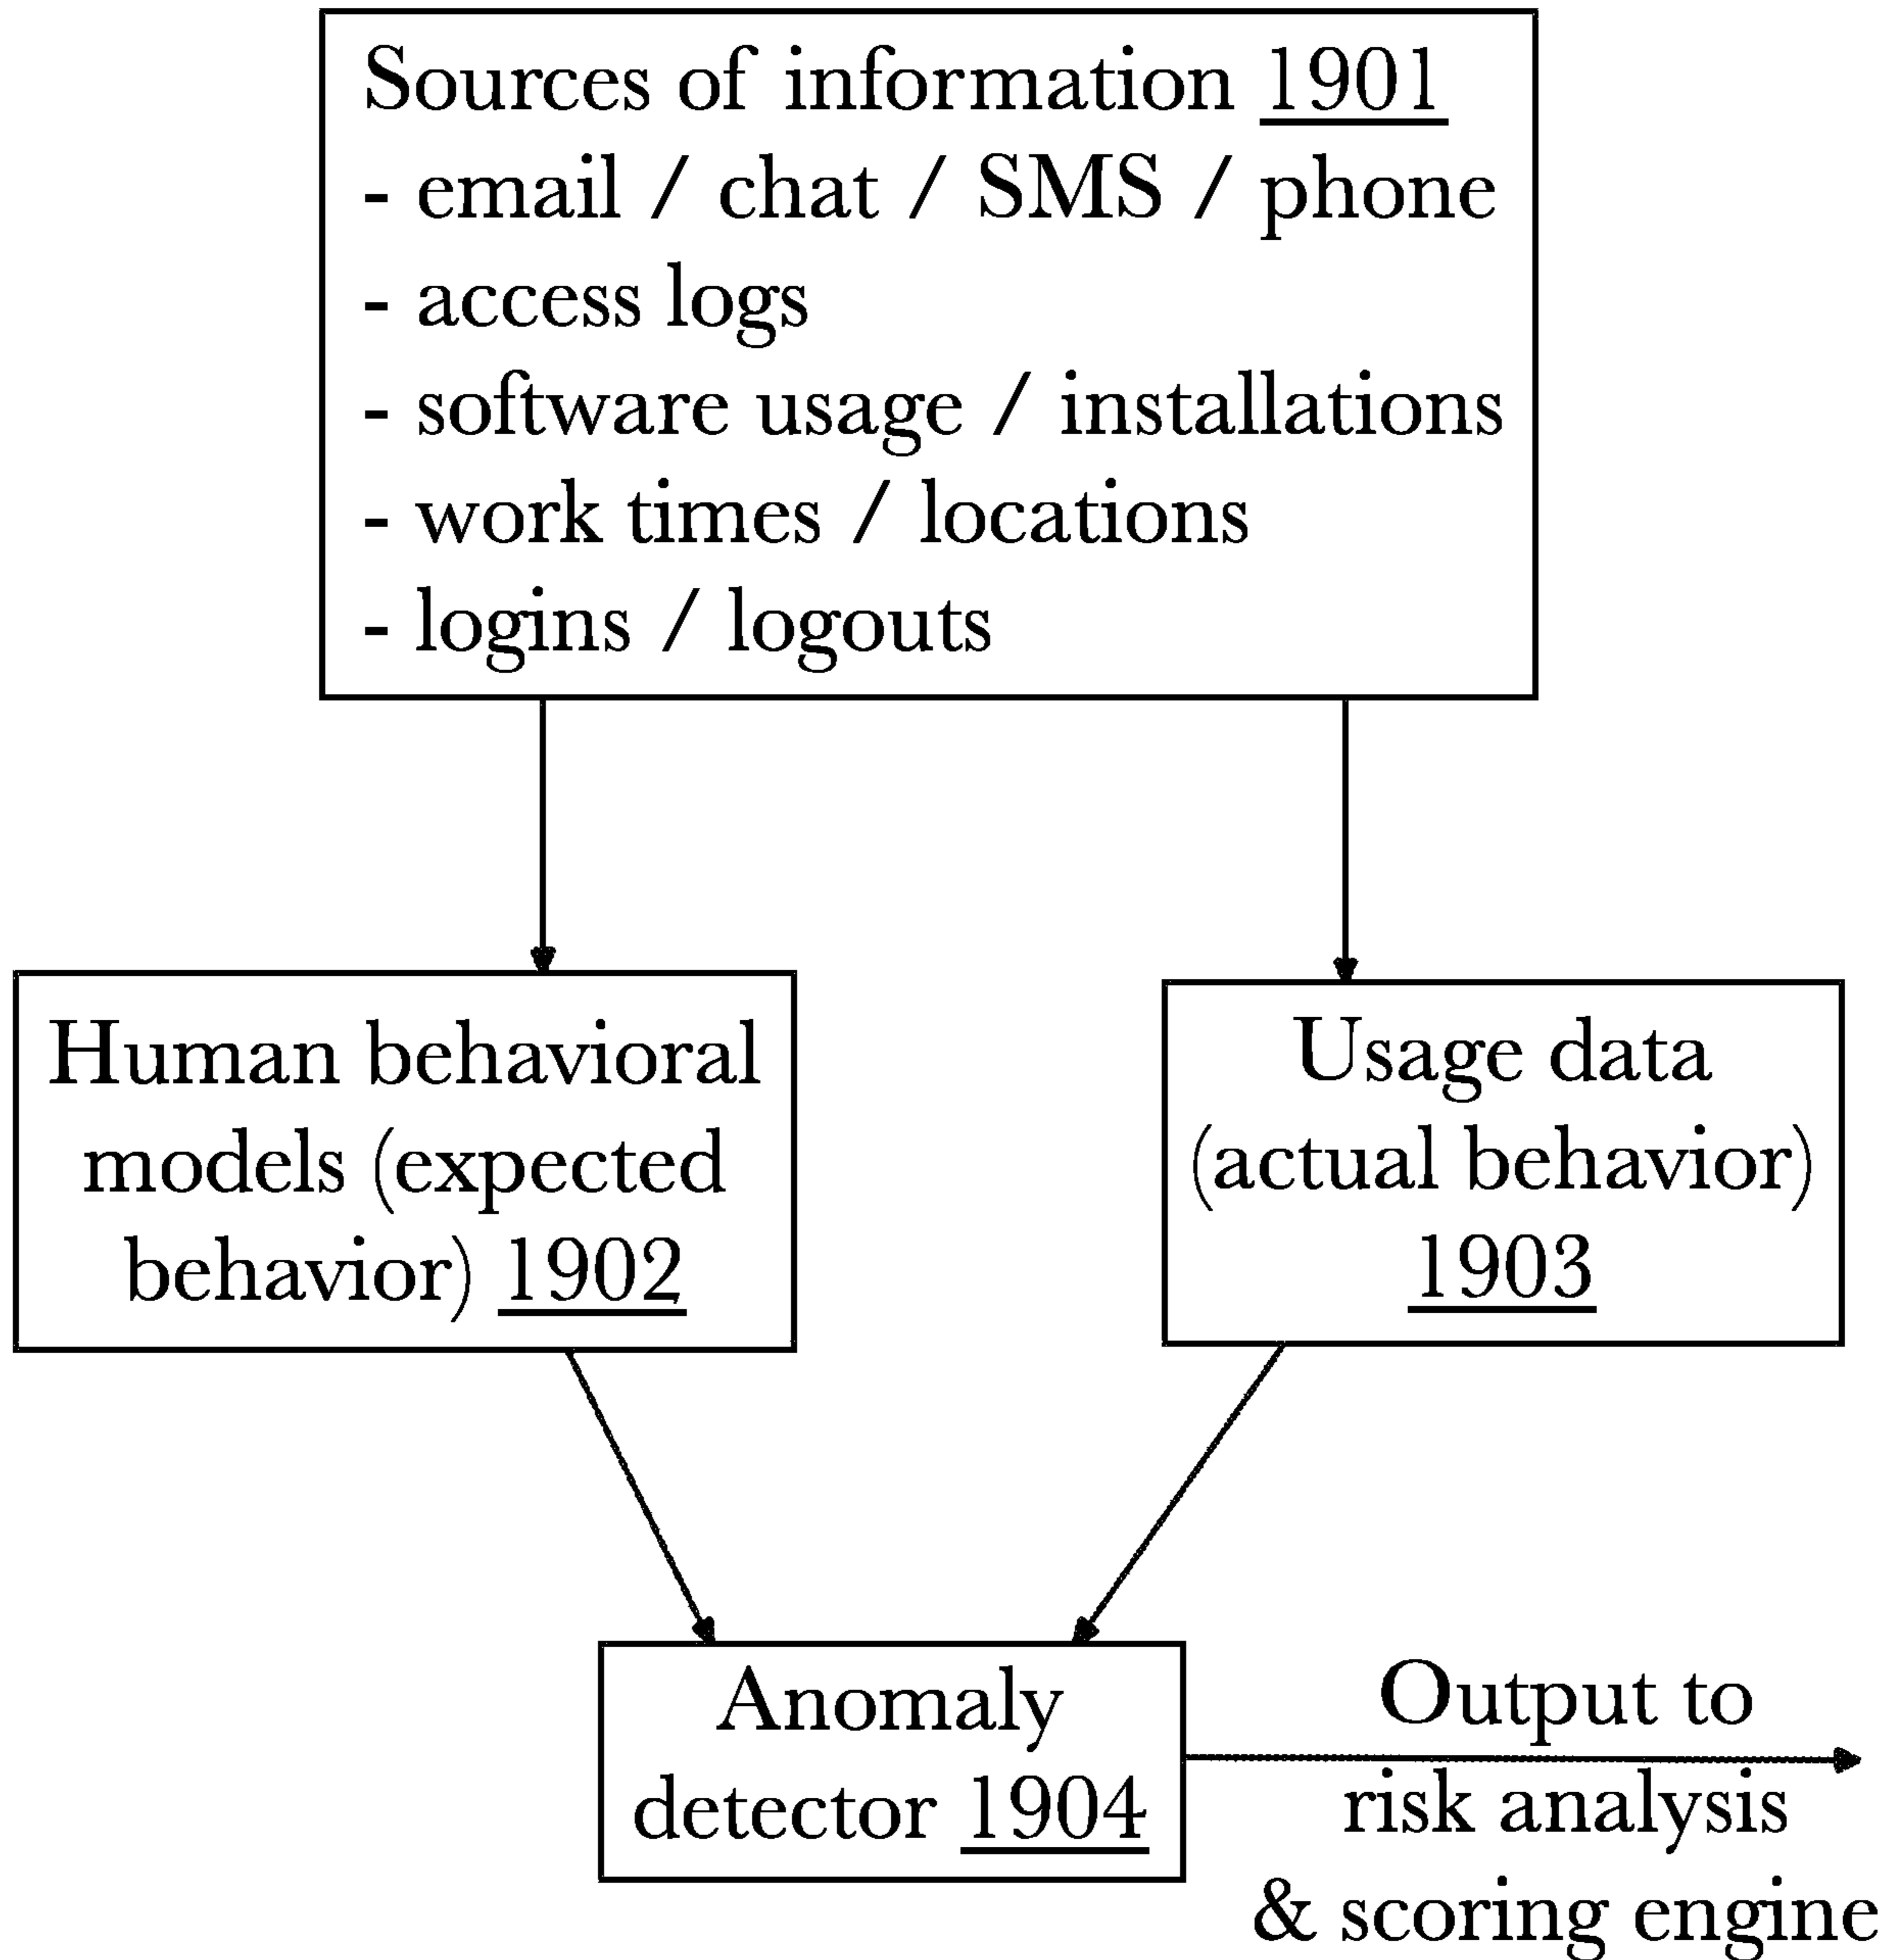 Sources of information 1901
- email / chat / SMS / phone
- access logs
- software usage / installations
- work times / locations
- logins / logouts
Human behavioral
models (expected
behavior) 1902
Usage data
(actual behavior)
1903
Anomaly
detector 1904
Output to
risk analysis
& scoring engine